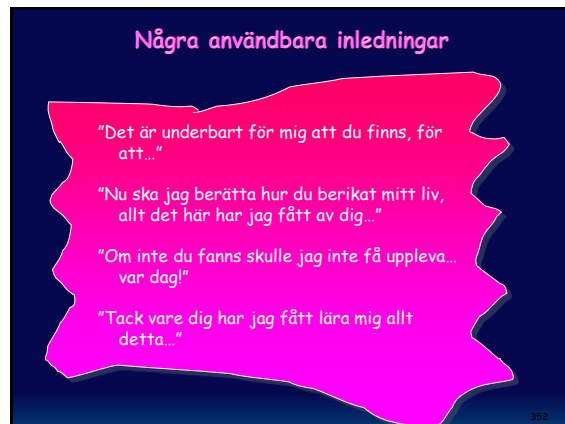 Några användbara inledningar
"Det är underbart för mig att du finns, för
att…"
"Nu ska jag berätta hur du berikat mitt liv,
allt det här har jag fått av dig…"
"Om inte du fanns skulle jag inte få uppleva…
var dag!"
"Tack vare dig har jag fått lära mig allt
detta…"
352